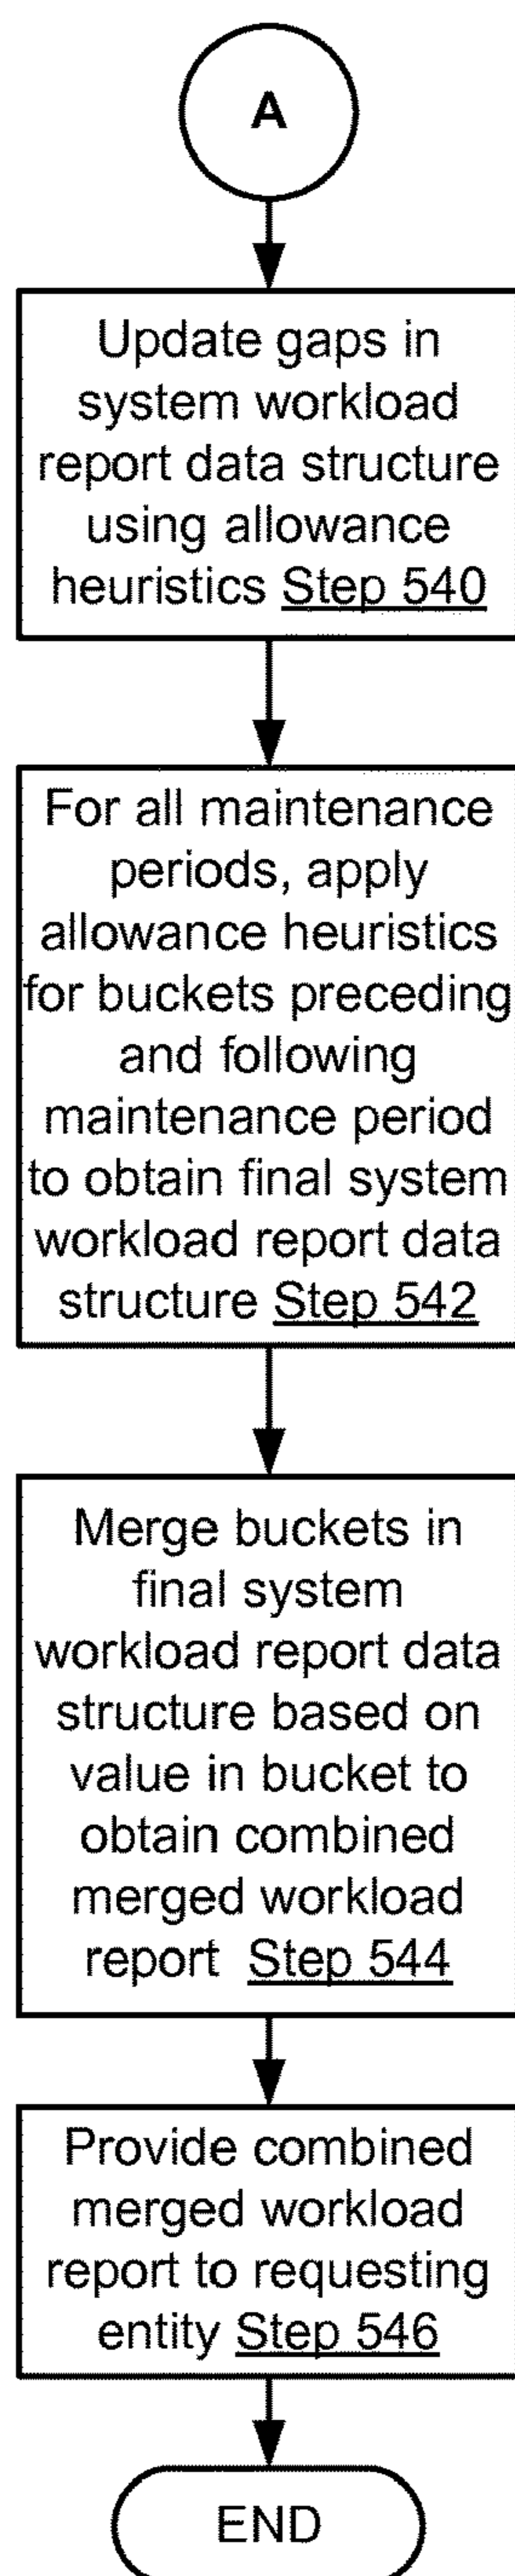 A
Update gaps in
system workload
report data structure
using allowance
heuristics Step 540
For all maintenance
periods, apply
allowance heuristics
for buckets preceding
and following
maintenance period
to obtain final system
workload report data
structure Step 542
Merge buckets in
final system
workload report data
structure based on
value in bucket to
obtain combined
merged workload
report Step 544
Provide combined
merged workload
report to requesting
entity Step 546
END